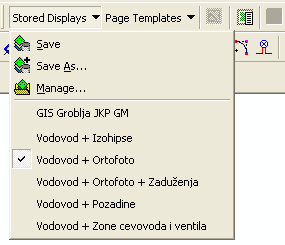 Stored Displays Page Templates
Save
Save As...
Manage...
GIS Groblja JKP GM
Vodovod + Izohipse
Vodovod + Ortofoto
Vodovod + Ortofoto + Zaduženja
Vodovod + Pozadine
Vodovod + Zone cevovoda i ventila